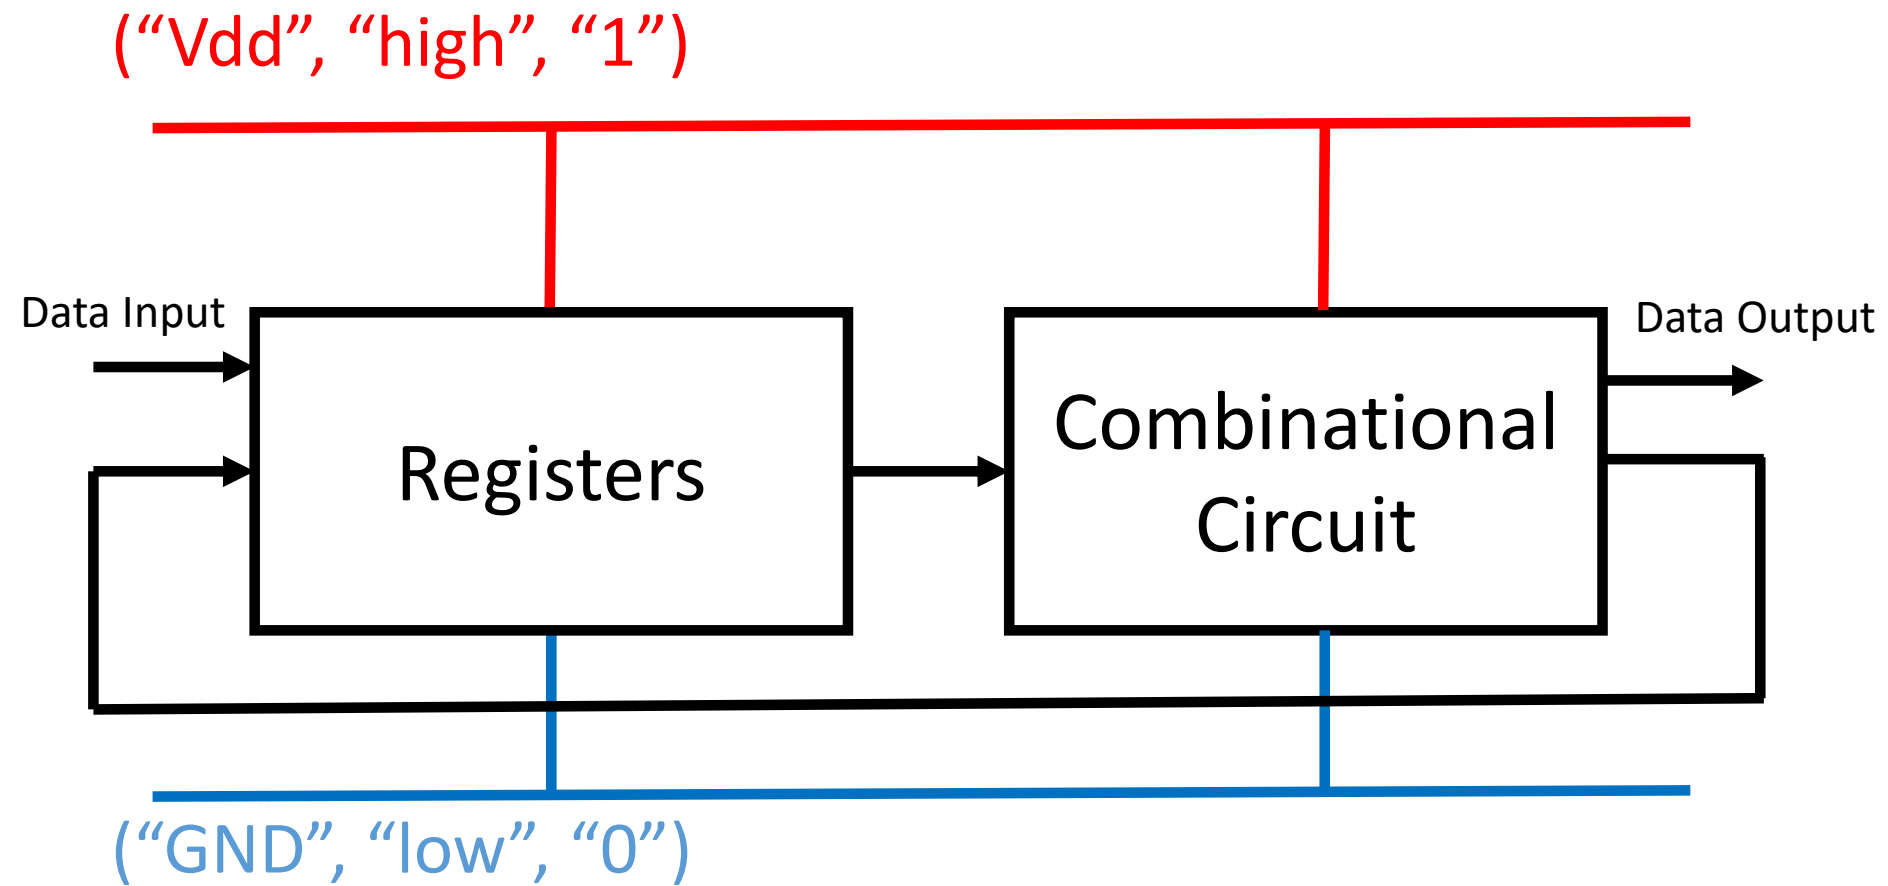 (“Vdd”, “high”, “1”)
Data Input
Data Output
Registers
Combinational
Circuit
(“GND”, “low”, “0”)